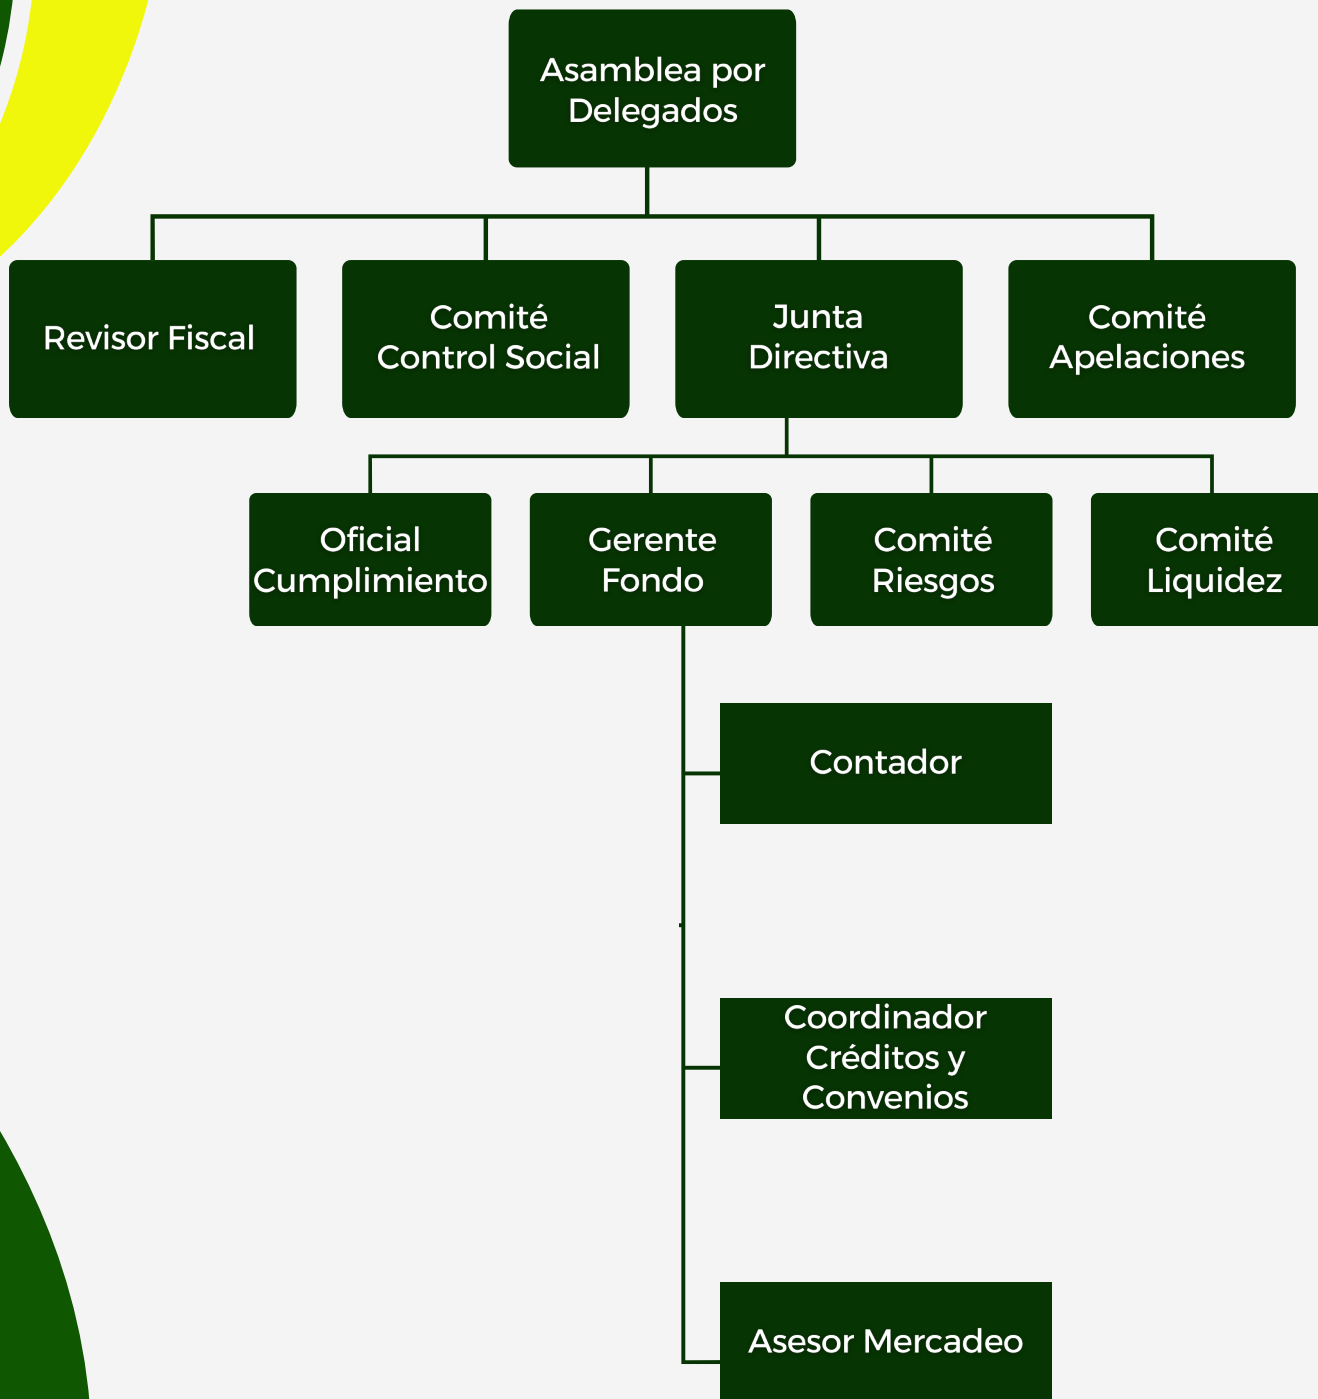 Asamblea por
Delegados
Revisor Fiscal
Comité
Control Social
Junta
Directiva
Comité
Apelaciones
Oficial
Cumplimiento
Gerente
Fondo
Comité
Riesgos
Comité
Liquidez
Contador
Coordinador
Créditos y
Convenios
Asesor Mercadeo